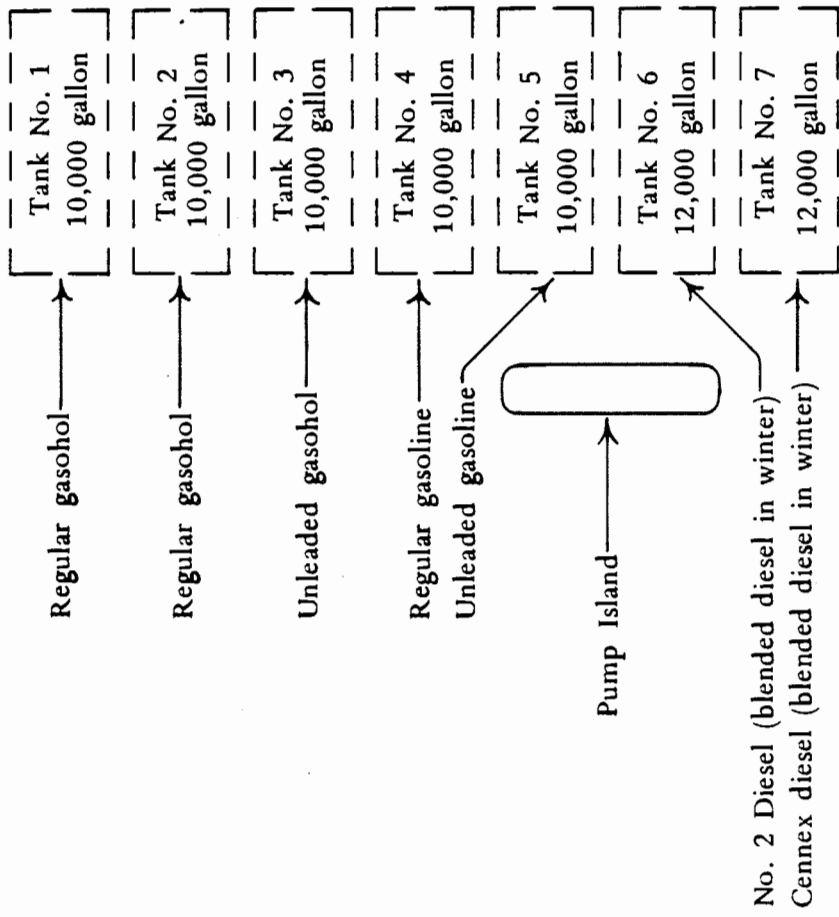 Regular gasohol
Tank No. 1
10,000 gallon
Regular gasohol
Tank No. 2
10,000 gallon
Unleaded gasohol
Tank No. 3
10,000 gallon
Regular gasoline
Tank No. 4
10,000 gallon
Unleaded gasoline
Tank No. 5
10,000 gallon
Pump Island
Tank No. 6
12,000 gallon
No. 2 Diesel (blended diesel in winter)
Tank No. 7
12,000 gallon
Cennex diesel (blended diesel in winter)